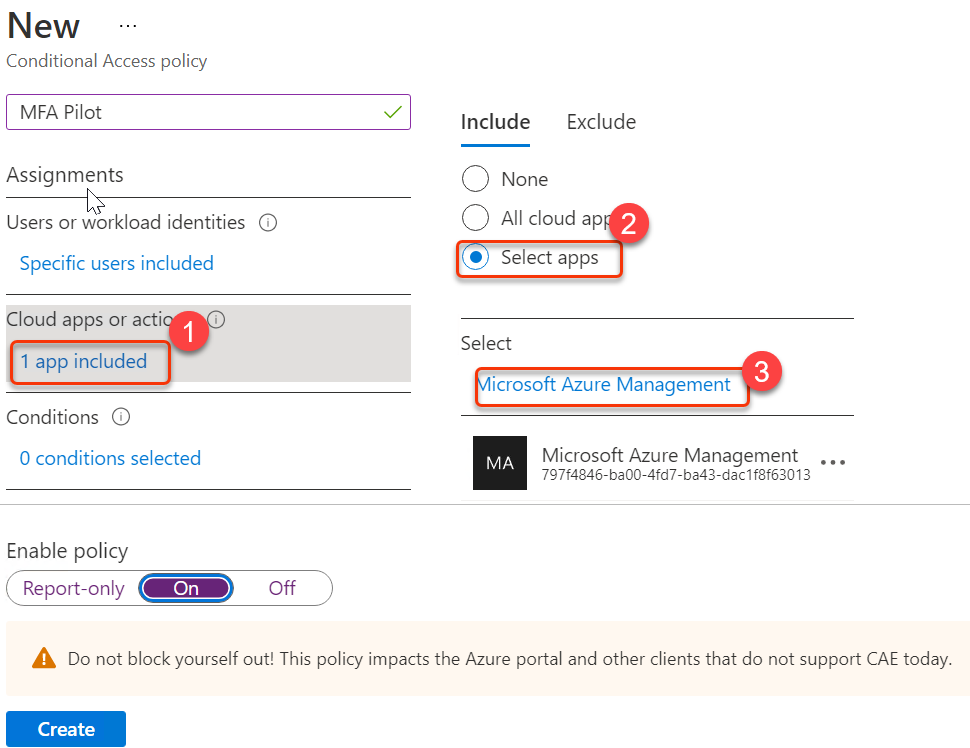 New ...
Conditional Access policy
MFA Pilot
Assignments
Users or workload identities
Specific users included
Cloud apps or actio
1
1 app included
Conditions
0 conditions selected
Include Exclude
None
All cloud app
2
Select apps
Select
Microsoft Azure Management
3
MA
Microsoft Azure Management
797f4846-ba00-4fd7-ba43-dac1f8f63013
Enable policy
Report-only On Off
Do not block yourself out! This policy impacts the Azure portal and other clients that do not support CAE today.
Create